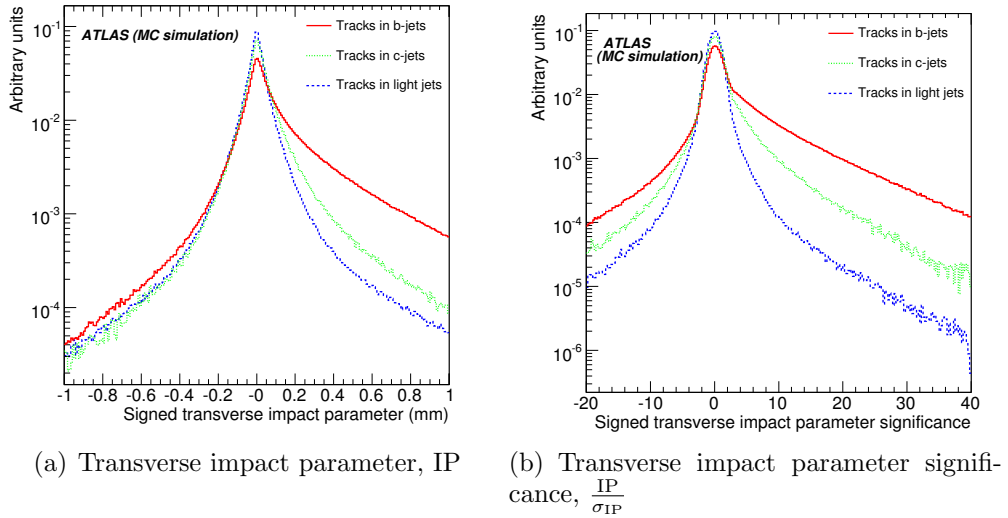 ATLAS (MC simulation)
Tracks in b-jets
Tracks in c-jets
Tracks in light jets
Arbitrary units
10⁻¹
10⁻²
10⁻³
10⁻⁴
-1 -0.8 -0.6 -0.4 -0.2 -0 0.2 0.4 0.6 0.8 1
Signed transverse impact parameter (mm)
(a) Transverse impact parameter, IP
ATLAS
(MC simulation)
Tracks in b-jets
Tracks in c-jets
Tracks in light jets
Arbitrary units
10⁻¹
10⁻²
10⁻³
10⁻⁴
10⁻⁵
10⁻⁶
-20 -10 0 10 20 30 40
Signed transverse impact parameter significance
(b) Transverse impact parameter signifi-
cance, IP/σ_IP